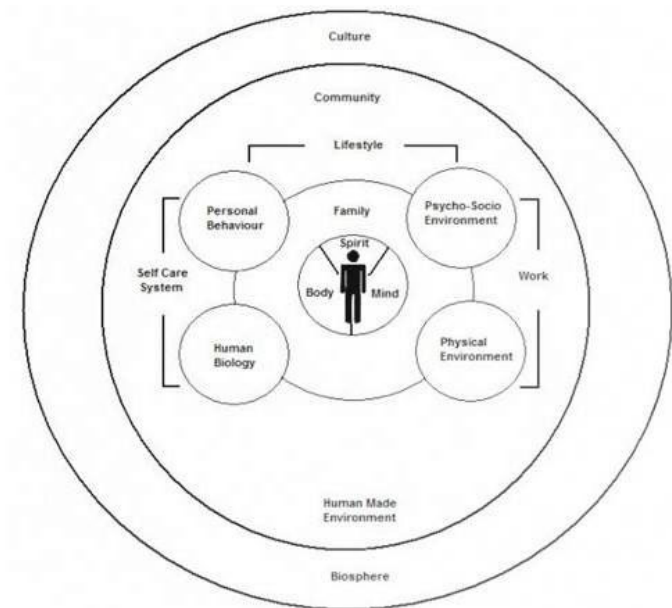 Culture
Community
Lifestyle
Personal
Behaviour
Family
Psycho-Socio
Environment
Spirit
Self Care
System
Body
Mind
Work
Human
Biology
Physical
Environment
Human Made
Environment
Biosphere